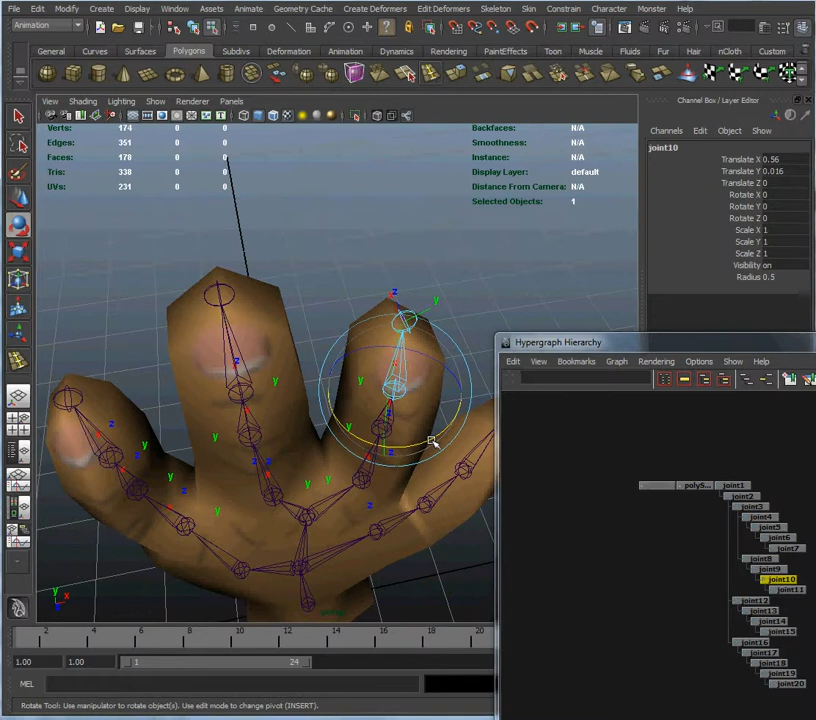 File Edit Modify Create Display Window Assets Animate Geometry Cache Create Deformers Edit Deformers Skeleton Skin Constrain Character Muscle Help
Animation
General Curves Surfaces Polygons Subdivs Deformation Animation Dynamics Rendering PaintEffects Toon Muscle Fluids Fur Hair nCloth Custom
View Shading Lighting Show Renderer Panels
Channel Box / Layer Editor
Channels Edit Object Show
Verts: 174 0 0
Edges: 351 0 0
Faces: 178 0 0
Tris: 338 0 0
UVs: 231 0 0
Backfaces: N/A
Smoothness: N/A
Instance: N/A
Display Layer: default
Distance From Camera: N/A
Selected Objects: 1
joint10
Translate X 0.56
Translate Y 0.016
Translate Z 0
Rotate X 0
Rotate Y 0
Rotate Z 0
Scale X 1
Scale Y 1
Scale Z 1
Visibility on
Radius 0.5
Hypergraph Hierarchy
Edit View Bookmarks Graph Rendering Options Show Help
polyS... joint1
joint2
joint3
joint4
joint5
joint6
joint7
joint8
joint9
joint10
joint11
joint12
joint13
joint14
joint15
joint16
joint17
joint18
joint19
joint20
z
y
z
y
y
z
y
z
y
y
z
z
z
z
y
y
y
z
z
y
y
x
z
persp
2 4 6 8 10 12 14 16 18 20
1.00 1.00 1 24
MEL
Rotate Tool: Use manipulator to rotate object(s). Use edit mode to change pivot (INSERT).